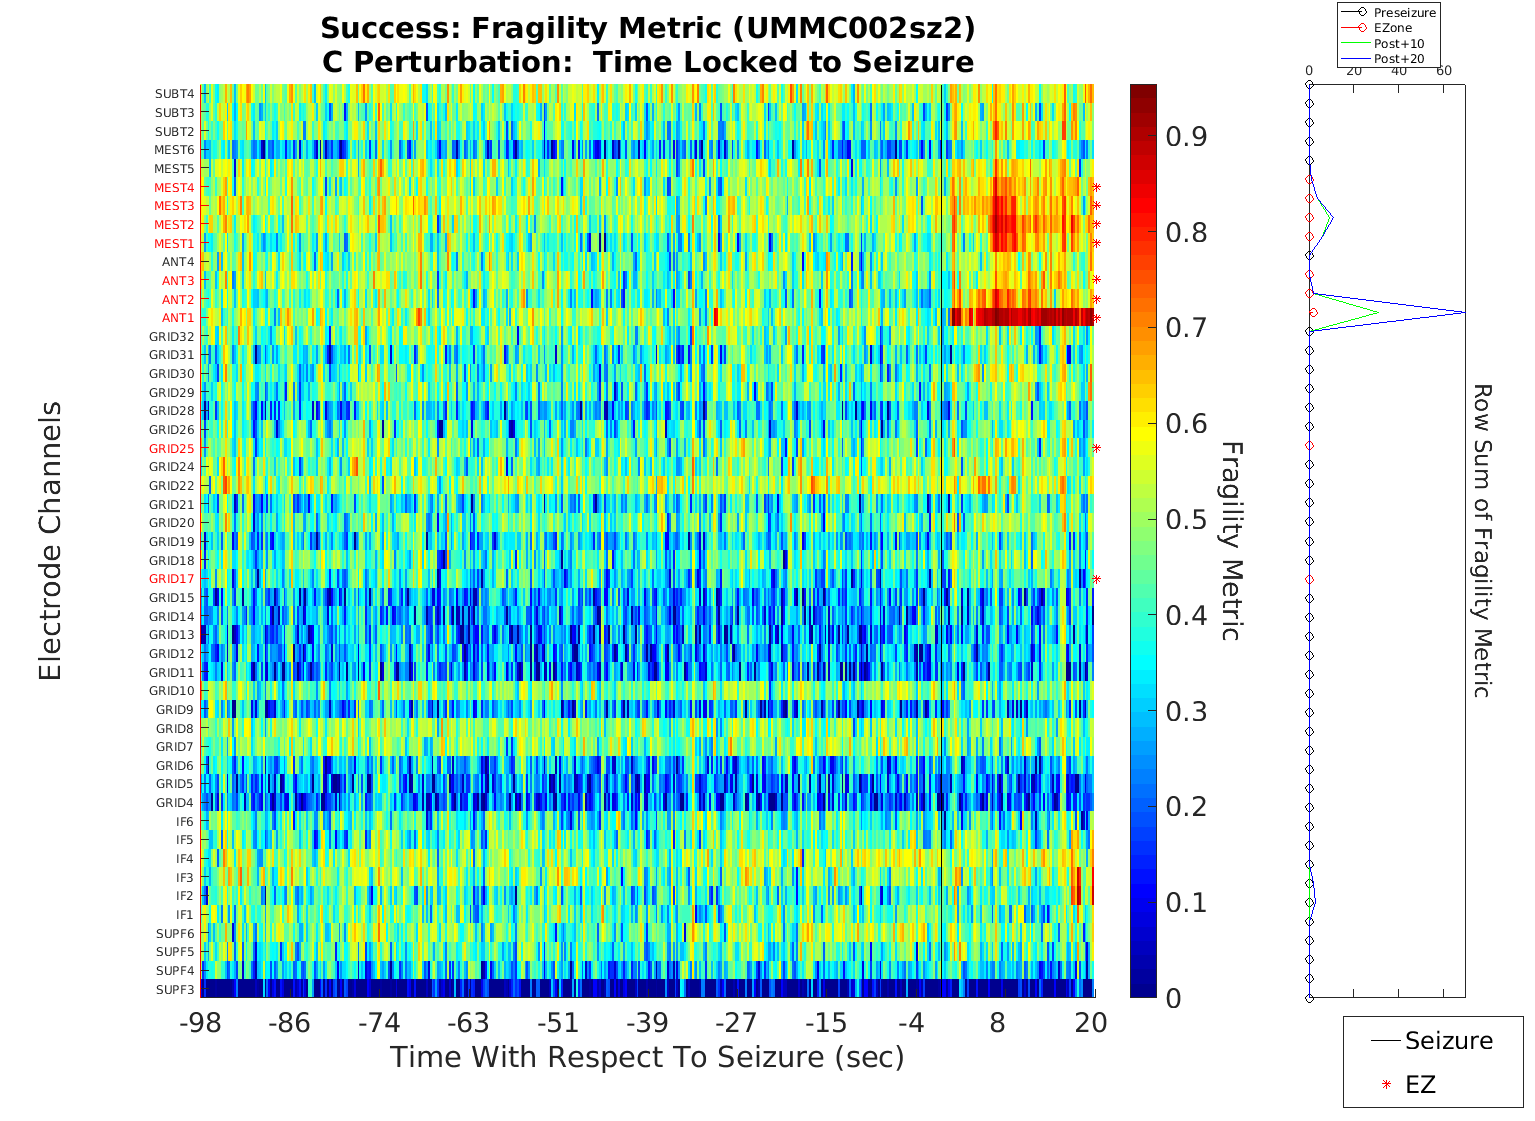 Success: Fragility Metric (UMMC002sz2)
C Perturbation:  Time Locked to Seizure
Preseizure
EZone
Post+10
Post+20
0 20 40 60
Electrode Channels
SUBT4
SUBT3
SUBT2
MEST6
MEST5
MEST4
MEST3
MEST2
MEST1
ANT4
ANT3
ANT2
ANT1
GRID32
GRID31
GRID30
GRID29
GRID28
GRID26
GRID25
GRID24
GRID22
GRID21
GRID20
GRID19
GRID18
GRID17
GRID15
GRID14
GRID13
GRID12
GRID11
GRID10
GRID9
GRID8
GRID7
GRID6
GRID5
GRID4
IF6
IF5
IF4
IF3
IF2
IF1
SUPF6
SUPF5
SUPF4
SUPF3
-98 -86 -74 -63 -51 -39 -27 -15 -4 8 20
Time With Respect To Seizure (sec)
0.9
0.8
0.7
0.6
0.5
0.4
0.3
0.2
0.1
0
Fragility Metric
Row Sum of Fragility Metric
Seizure
EZ